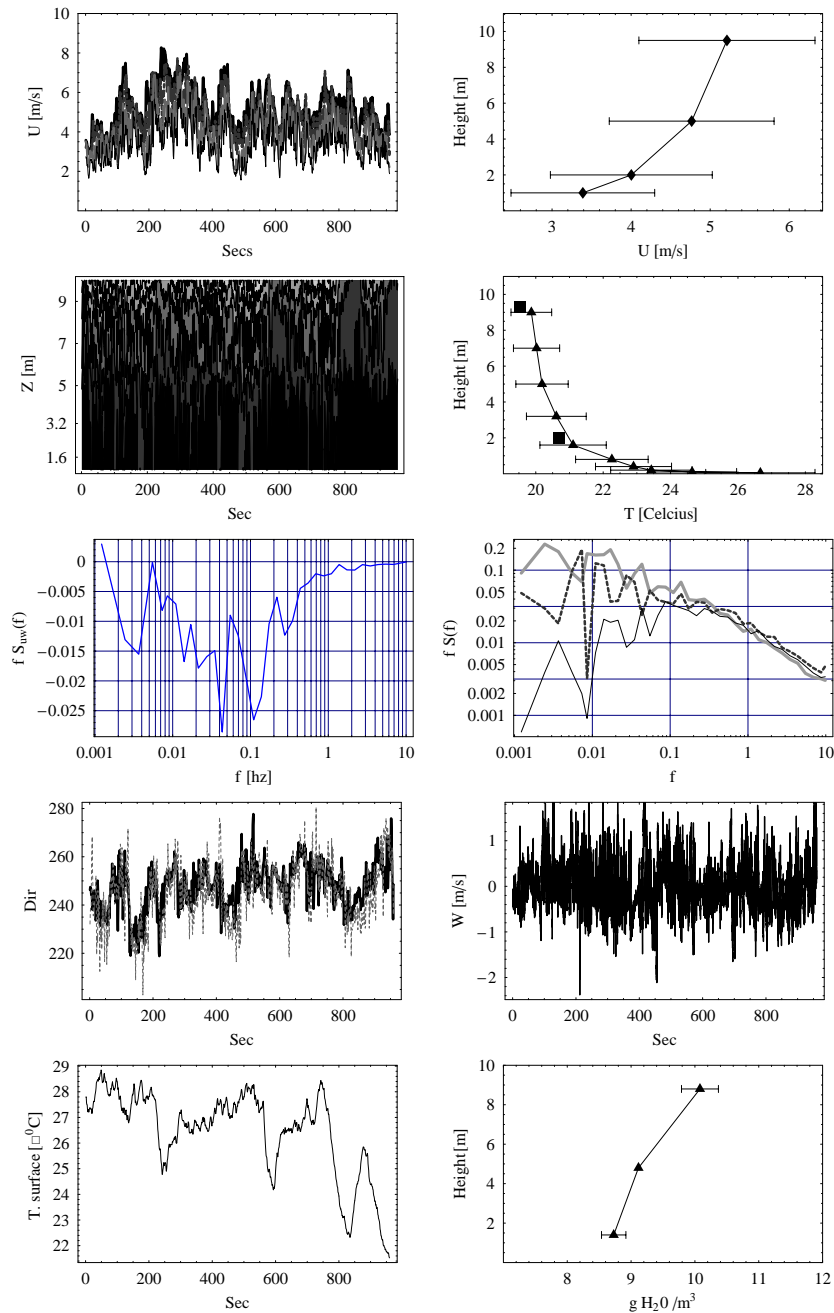 10
8
6
4
2
U [m/s]
0 200 400 600 800
Secs
10
8
6
4
2
Height [m]
3 4 5 6
U [m/s]
9
7
5
3.2
1.6
Z [m]
0 200 400 600 800
Sec
10
8
6
4
2
Height [m]
20 22 24 26 28
T [Celcius]
0
−0.005
−0.01
−0.015
−0.02
−0.025
f Suw(f)
0.001 0.01 0.1 1 10
f [hz]
0.2
0.1
0.05
0.02
0.01
0.005
0.002
0.001
f S(f)
0.001 0.01 0.1 1 10
f
280
260
240
220
Dir
0 200 400 600 800
Sec
1
0
−1
−2
W [m/s]
0 200 400 600 800
Sec
29
28
27
26
25
24
23
22
T. surface [□⁰C]
0 200 400 600 800
Sec
10
8
6
4
2
Height [m]
8 9 10 11 12
g H₂0 /m³